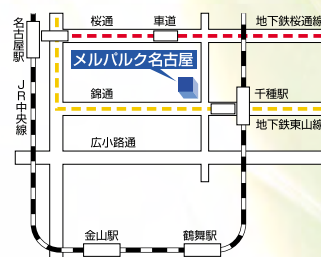 桜通
車道
地下鉄桜通線
名古屋駅
メルパルク名古屋
JR中央線
錦通
千種駅
地下鉄東山線
広小路通
金山駅
鶴舞駅